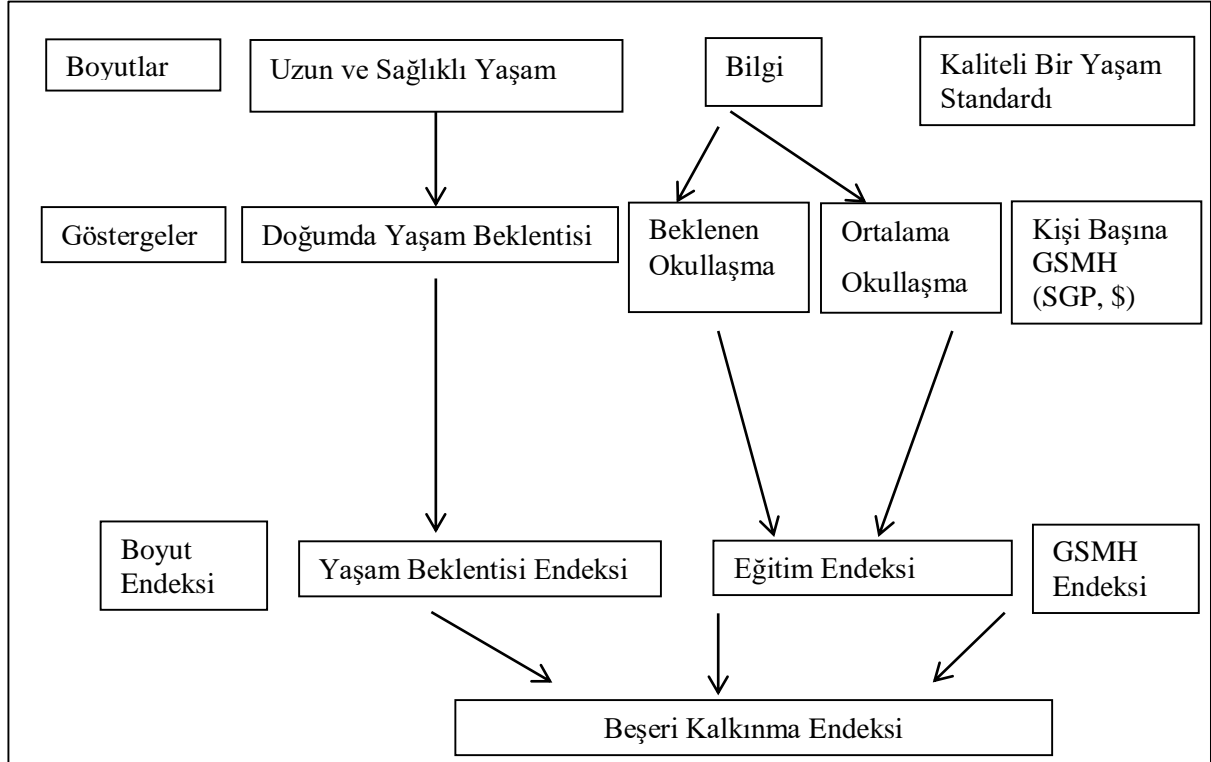 Boyutlar
Uzun ve Sağlıklı Yaşam
Bilgi
Kaliteli Bir Yaşam
Standardı
Göstergeler
Doğumda Yaşam Beklentisi
Beklenen
Okullaşma
Ortalama
Okullaşma
Kişi Başına
GSMH
(SGP, $)
Boyut
Endeksi
Yaşam Beklentisi Endeksi
Eğitim Endeksi
GSMH
Endeksi
Beşeri Kalkınma Endeksi